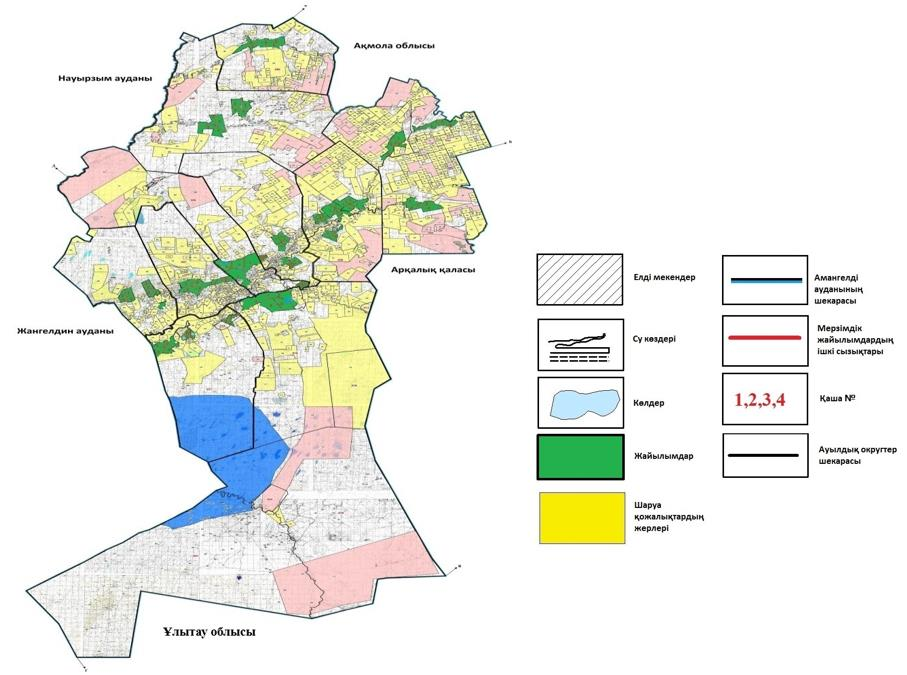 Ақмола облысы
Науырзым ауданы
Арқалық қаласы
Жангелдин ауданы
Ұлытау облысы
Елді мекендер
Су көздері
Көлдер
Жайылымдар
Шаруа
қожалықтардың
жерлері
Амангелді
ауданының
шекарасы
Мерзімдік
жайылымдардың
ішкі сызықтары
1,2,3,4
Қаша №
Ауылдық округтер
шекарасы